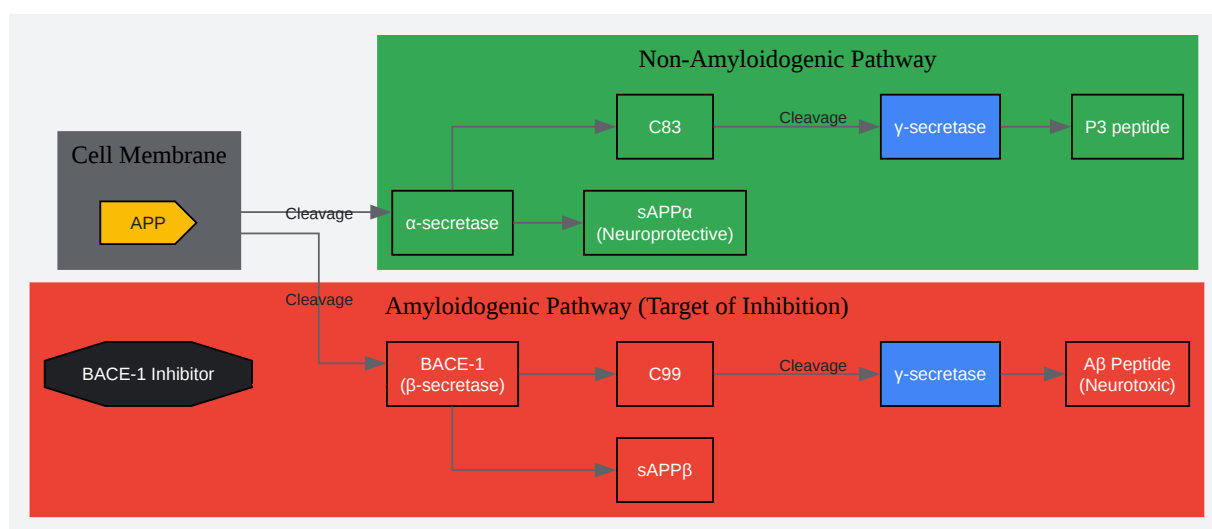 Non-Amyloidogenic Pathway
C83
Cleavage
γ-secretase
P3 peptide
Cell Membrane
APP
Cleavage
α-secretase
sAPPα
(Neuroprotective)
Cleavage
Amyloidogenic Pathway (Target of Inhibition)
BACE-1 Inhibitor
BACE-1
(β-secretase)
C99
Cleavage
γ-secretase
Aβ Peptide
(Neurotoxic)
sAPPβ